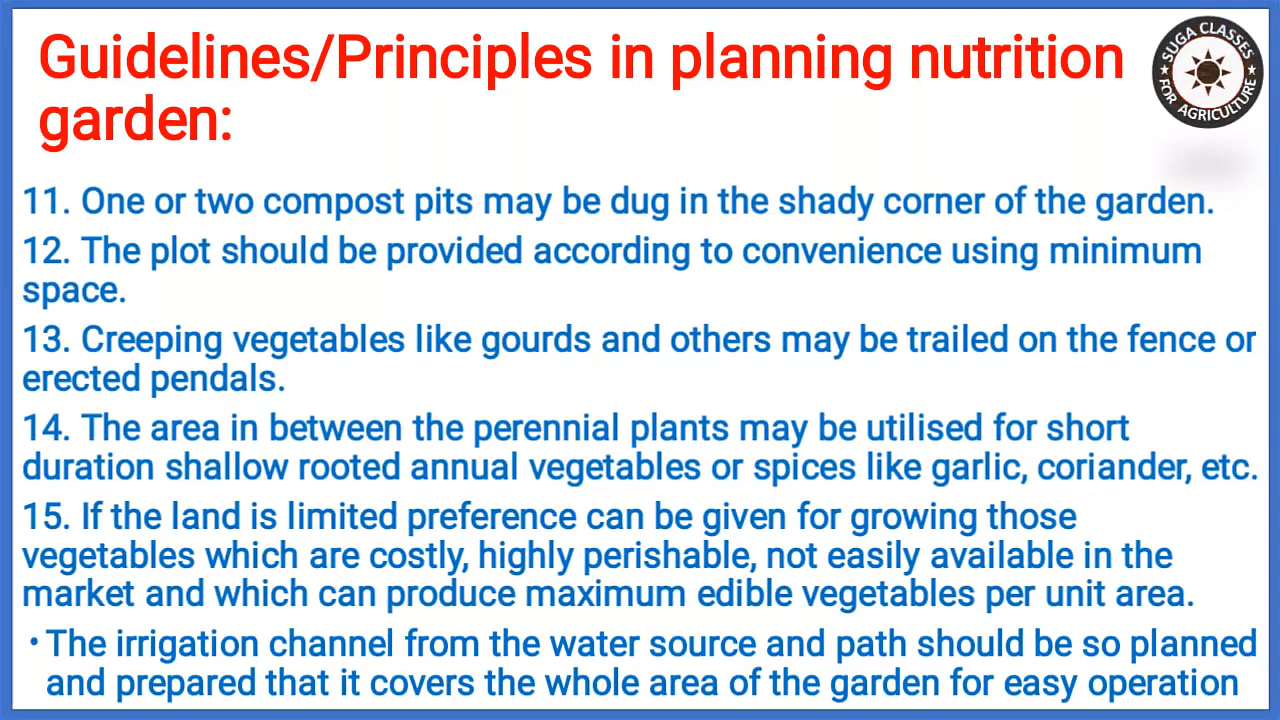 Guidelines/Principles in planning nutrition
garden:
SUGA CLASSES
FOR AGRICULTURE
11. One or two compost pits may be dug in the shady corner of the garden.
12. The plot should be provided according to convenience using minimum
space.
13. Creeping vegetables like gourds and others may be trailed on the fence or
erected pendals.
14. The area in between the perennial plants may be utilised for short
duration shallow rooted annual vegetables or spices like garlic, coriander, etc.
15. If the land is limited preference can be given for growing those
vegetables which are costly, highly perishable, not easily available in the
market and which can produce maximum edible vegetables per unit area.
• The irrigation channel from the water source and path should be so planned
and prepared that it covers the whole area of the garden for easy operation